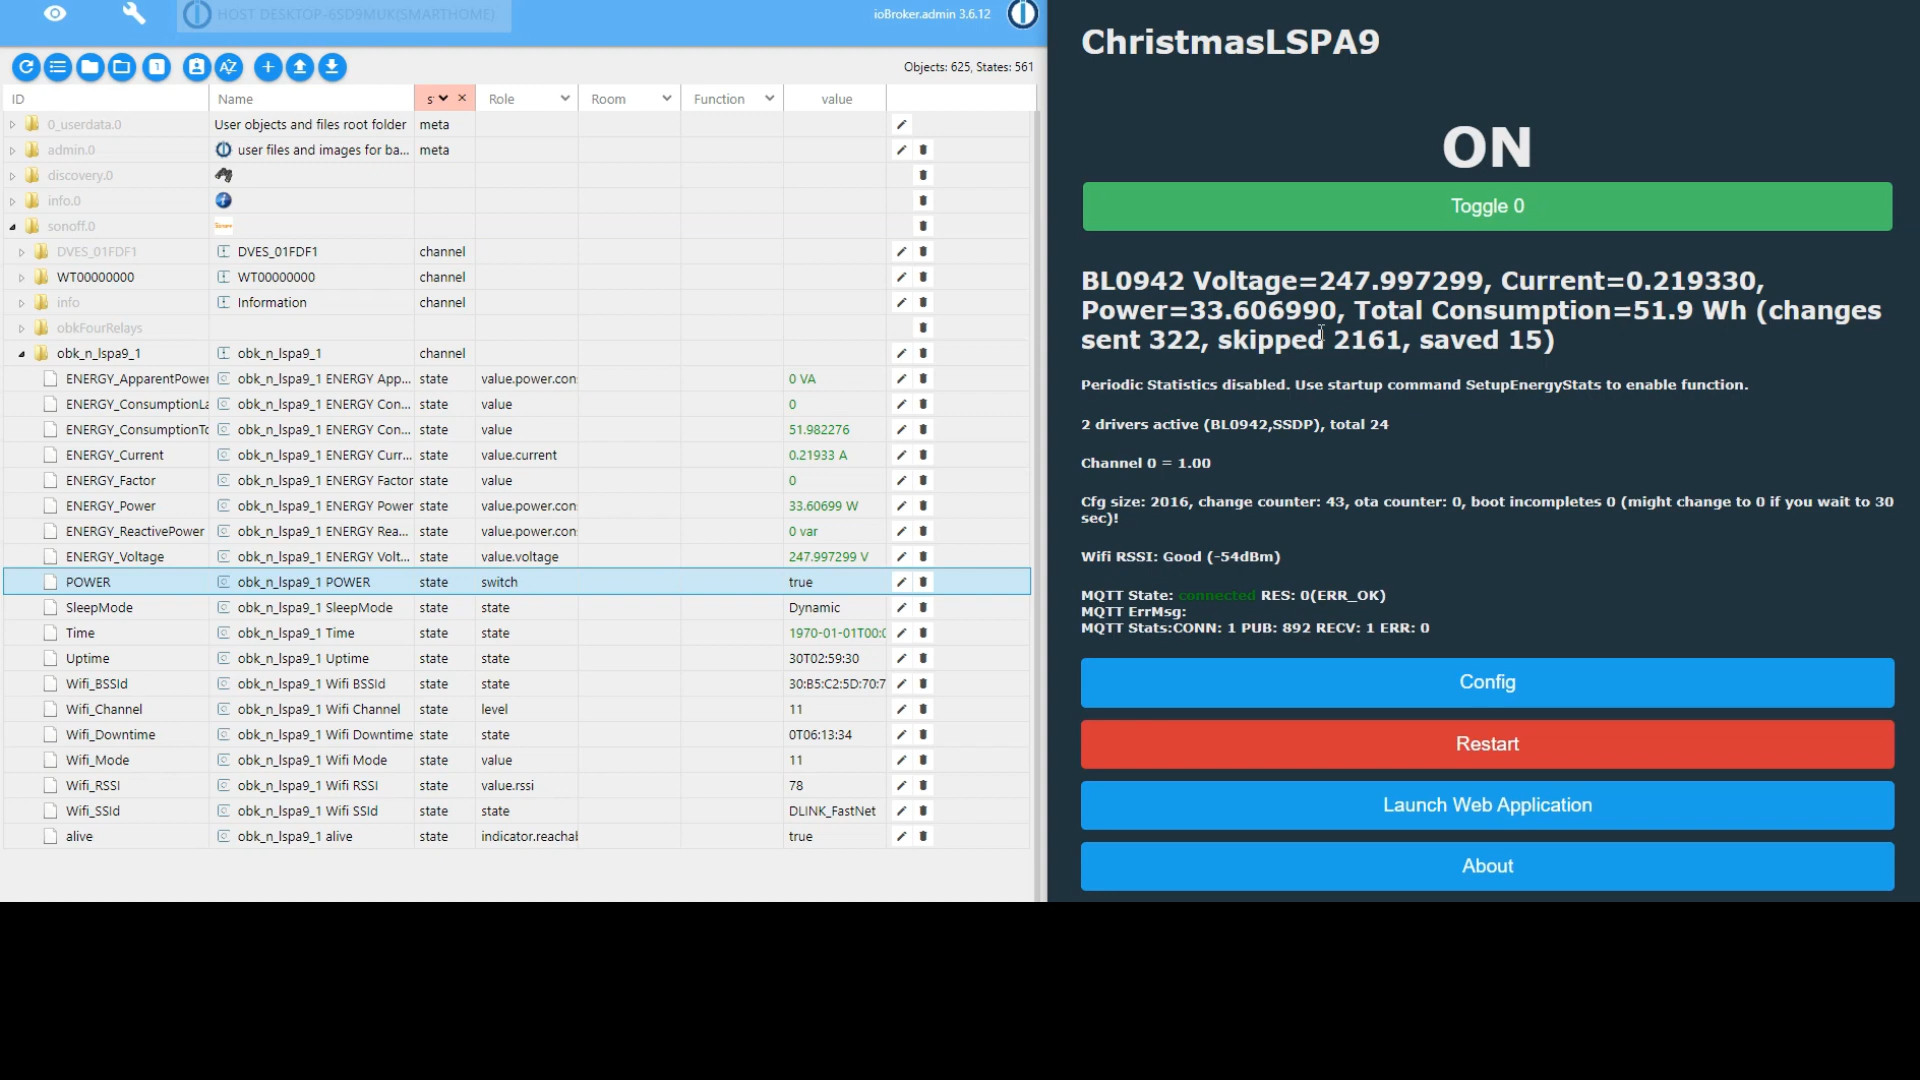 HOST DESKTOP-6SD9MUK(SMARTHOME)
ioBroker.admin 3.6.12
Objects: 625, States: 561
ID Name Role Room Function value
0_userdata.0 User objects and files root folder meta
admin.0 user files and images for ba... meta
discovery.0
info.0
sonoff.0
DVES_01FDF1 DVES_01FDF1 channel
WT00000000 WT00000000 channel
info Information channel
obkFourRelays
obk_n_lspa9_1 obk_n_lspa9_1 channel
ENERGY_ApparentPower obk_n_lspa9_1 ENERGY App... state value.power.con 0 VA
ENERGY_ConsumptionLa obk_n_lspa9_1 ENERGY Con... state value 0
ENERGY_ConsumptionTo obk_n_lspa9_1 ENERGY Con... state value 51.982276
ENERGY_Current obk_n_lspa9_1 ENERGY Curr... state value.current 0.21933 A
ENERGY_Factor obk_n_lspa9_1 ENERGY Factor state value 0
ENERGY_Power obk_n_lspa9_1 ENERGY Power state value.power.con 33.60699 W
ENERGY_ReactivePower obk_n_lspa9_1 ENERGY Rea... state value.power.con 0 var
ENERGY_Voltage obk_n_lspa9_1 ENERGY Volt... state value.voltage 247.997299 V
POWER obk_n_lspa9_1 POWER state switch true
SleepMode obk_n_lspa9_1 SleepMode state state Dynamic
Time obk_n_lspa9_1 Time state state 1970-01-01T00:0
Uptime obk_n_lspa9_1 Uptime state state 30T02:59:30
Wifi_BSSId obk_n_lspa9_1 Wifi BSSId state state 30:B5:C2:5D:70:7
Wifi_Channel obk_n_lspa9_1 Wifi Channel state level 11
Wifi_Downtime obk_n_lspa9_1 Wifi Downtime state state 0T06:13:34
Wifi_Mode obk_n_lspa9_1 Wifi Mode state value 11
Wifi_RSSI obk_n_lspa9_1 Wifi RSSI state value.rssi 78
Wifi_SSId obk_n_lspa9_1 Wifi SSId state state DLINK_FastNet
alive obk_n_lspa9_1 alive state indicator.reachal true
ChristmasLSPA9
ON
Toggle 0
BL0942 Voltage=247.997299, Current=0.219330,
Power=33.606990, Total Consumption=51.9 Wh (changes
sent 322, skipped 2161, saved 15)
Periodic Statistics disabled. Use startup command SetupEnergyStats to enable function.
2 drivers active (BL0942,SSDP), total 24
Channel 0 = 1.00
Cfg size: 2016, change counter: 43, ota counter: 0, boot incompletes 0 (might change to 0 if you wait to 30
sec)!
Wifi RSSI: Good (-54dBm)
MQTT State: connected RES: 0(ERR_OK)
MQTT ErrMsg:
MQTT Stats:CONN: 1 PUB: 892 RECV: 1 ERR: 0
Config
Restart
Launch Web Application
About